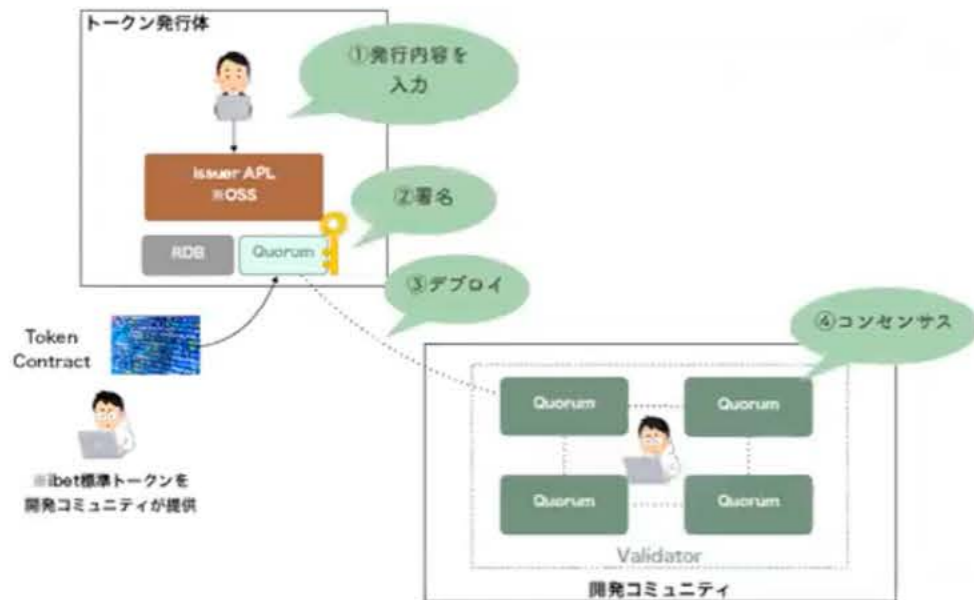 トークン発行体
①発行内容を
入力
issuer APL
※OSS
②署名
RDB
Quorum
③デプロイ
Token
Contract
④コンセンサス
Quorum
Quorum
Quorum
Quorum
※ibet標準トークンを
開発コミュニティが提供
Validator
開発コミュニティ